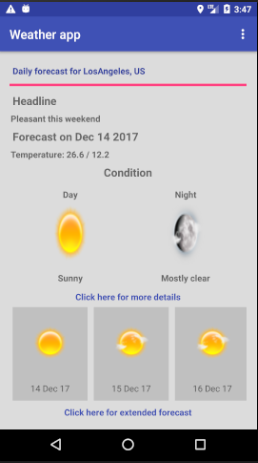 3:47
Weather app
Daily forecast for LosAngeles, US
Headline
Pleasant this weekend
Forecast on Dec 14 2017
Temperature: 26.6 / 12.2
Condition
Day Night
Sunny Mostly clear
Click here for more details
14 Dec 17 15 Dec 17 16 Dec 17
Click here for extended forecast